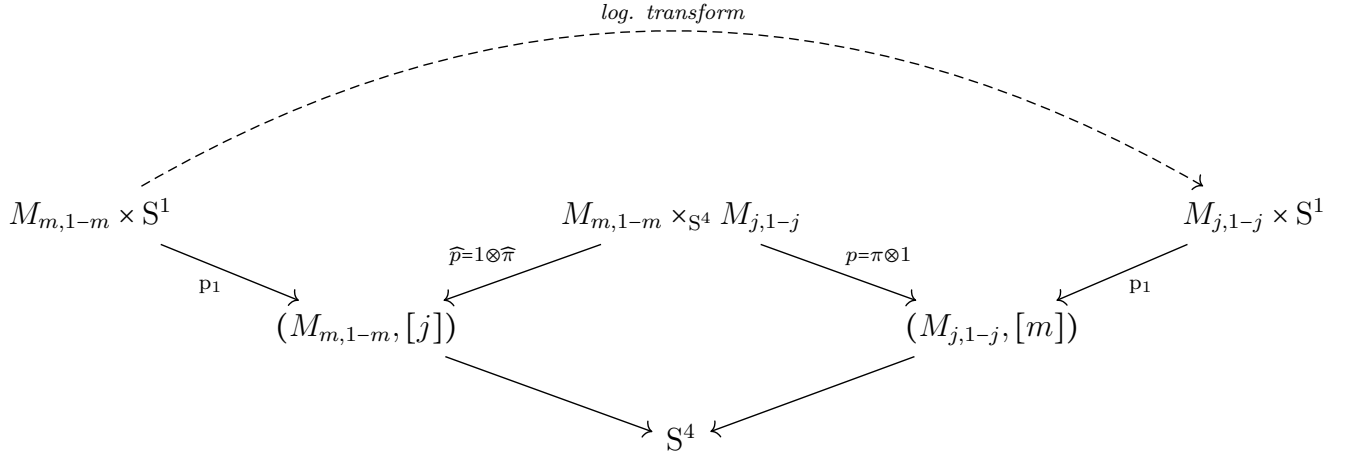 log. transform
M_{m,1−m} × S^1 M_{m,1−m} ×_{S^4} M_{j,1−j} M_{j,1−j} × S^1
p̂=1⊗π̂ p=π⊗1
p_1 p_1
(M_{m,1−m}, [j]) (M_{j,1−j}, [m])
S^4